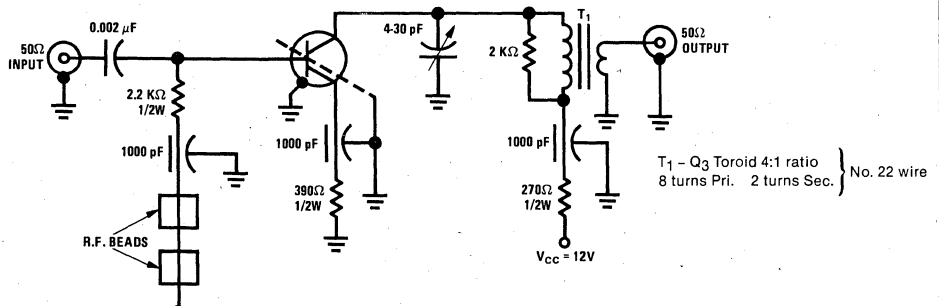 50Ω
INPUT
0.002 µF
2.2 KΩ
1/2W
1000 pF
R.F. BEADS
1000 pF
390Ω
1/2W
4-30 pF
2 KΩ
T1
50Ω
OUTPUT
1000 pF
270Ω
1/2W
VCC = 12V
T1 – Q3 Toroid 4:1 ratio
8 turns Pri. 2 turns Sec.
No. 22 wire